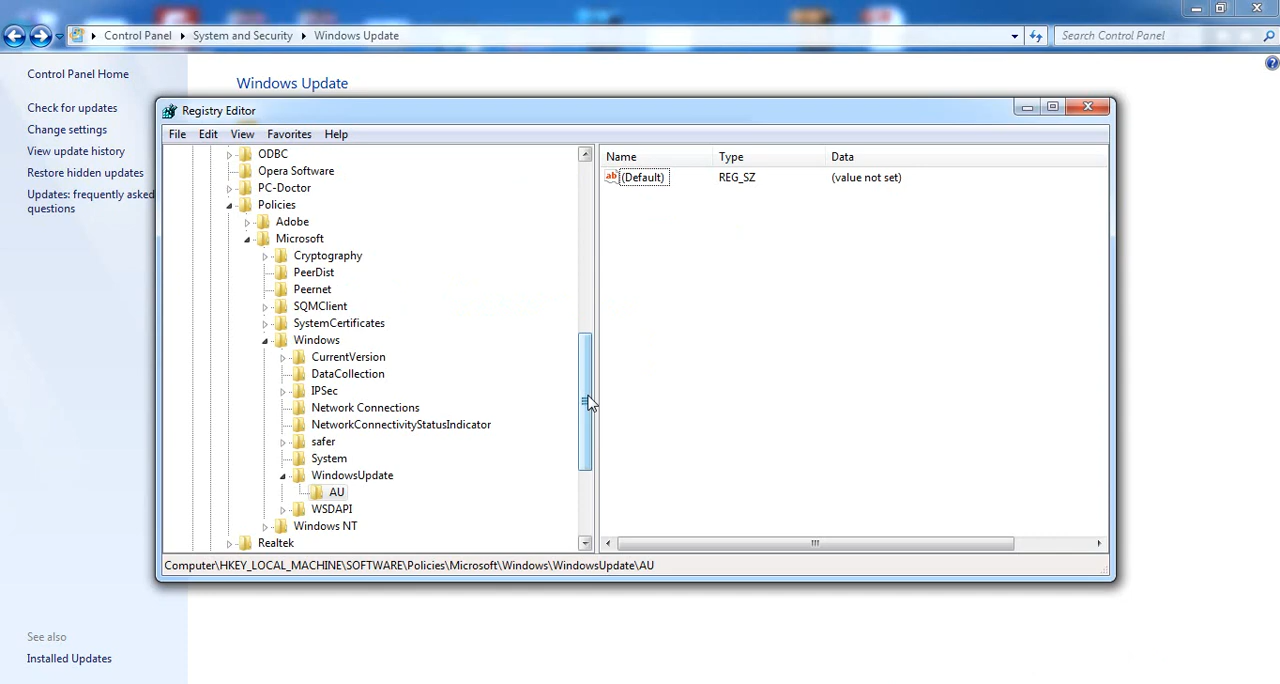 Control Panel
System and Security
Windows Update
Search Control Panel
Control Panel Home
Check for updates
Change settings
View update history
Restore hidden updates
Updates: frequently asked
questions
See also
Installed Updates
Windows Update
Registry Editor
File Edit View Favorites Help
ODBC
Opera Software
PC-Doctor
Policies
Adobe
Microsoft
Cryptography
PeerDist
Peernet
SQMClient
SystemCertificates
Windows
CurrentVersion
DataCollection
IPSec
Network Connections
NetworkConnectivityStatusIndicator
safer
System
WindowsUpdate
AU
WSDAPI
Windows NT
Realtek
Name Type Data
ab (Default) REG_SZ (value not set)
Computer\HKEY_LOCAL_MACHINE\SOFTWARE\Policies\Microsoft\Windows\WindowsUpdate\AU